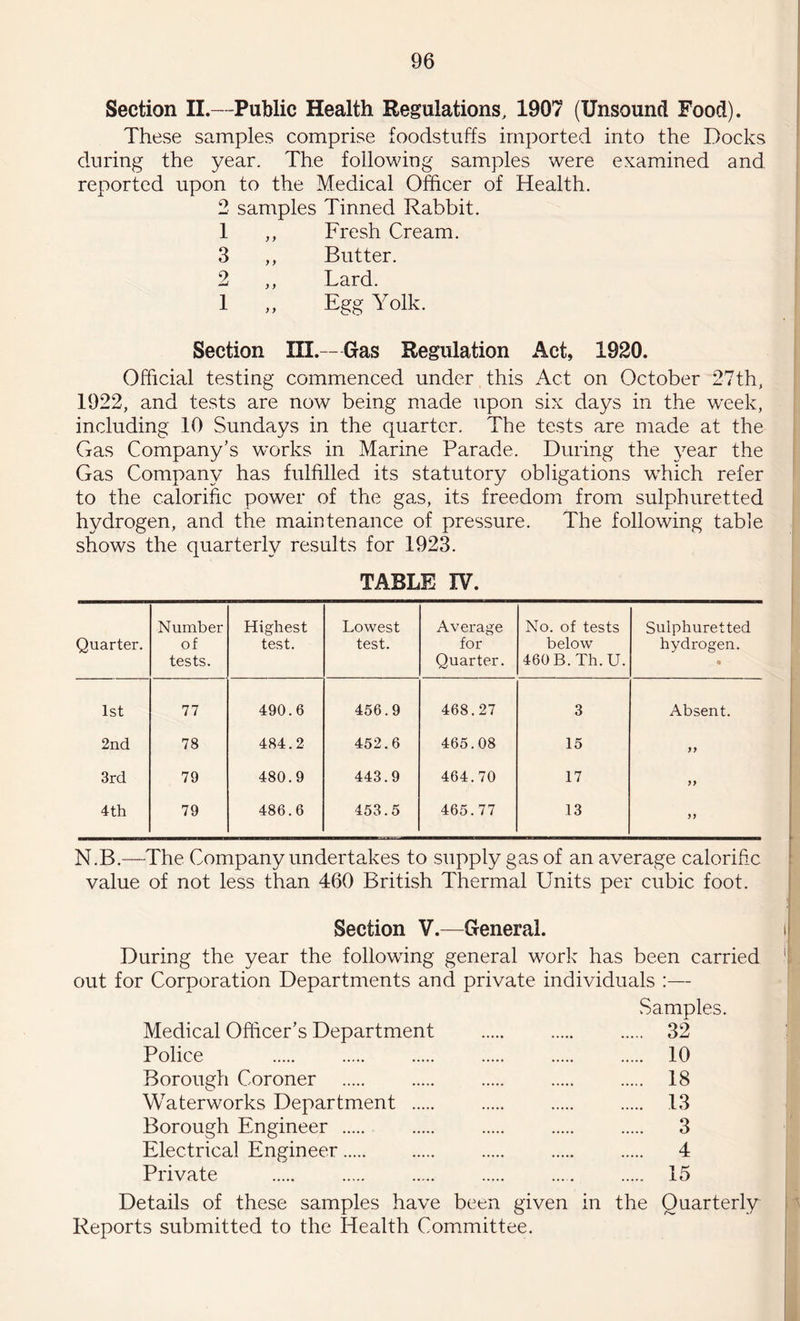 96
Section II.—Public Health Regulations, 1907 (Unsound Food).
These samples comprise foodstuffs imported into the Docks
during the year. The following samples were examined and
reported upon to the Medical Officer of Health.
2 samples Tinned Rabbit.
1 ,, Fresh Cream.
3 ,, Butter.
2 ,, Lard.
1 ,, Egg Yolk.
Section III.—Gas Regulation Act, 1920.
Official testing commenced under this Act on October 27th,
1922, and tests are now being made upon six days in the week,
including 10 Sundays in the quarter. The tests are made at the
Gas Company's works in Marine Parade. During the year the
Gas Company has fulfilled its statutory obligations which refer
to the calorific power of the gas, its freedom from sulphuretted
hydrogen, and the maintenance of pressure. The following table
shows the quarterly results for 1923.
TABLE IV.
Quarter. | Number of tests. | Highest test. | Lowest test. | Average for Quarter. | No. of tests below 460 B. Th. U. | Sulphuretted hydrogen.
1st | 77 | 490.6 | 456.9 | 468.27 | 3 | Absent.
2nd | 78 | 484.2 | 452.6 | 465.08 | 15 | ,,
3rd | 79 | 480.9 | 443.9 | 464.70 | 17 | ,,
4th | 79 | 486.6 | 453.5 | 465.77 | 13 | ,,
N.B.—The Company undertakes to supply gas of an average calorific
value of not less than 460 British Thermal Units per cubic foot.
Section V.—General.
During the year the following general work has been carried
out for Corporation Departments and private individuals :—
Samples.
Medical Officer's Department ..... ..... ..... 32
Police ..... ..... ..... ..... ..... ..... 10
Borough Coroner ..... ..... ..... ..... ..... 18
Waterworks Department ..... ..... ..... ..... 13
Borough Engineer ..... ..... ..... ..... ..... 3
Electrical Engineer ..... ..... ..... ..... ..... 4
Private ..... ..... ..... ..... .... ..... 15
Details of these samples have been given in the Quarterly
Reports submitted to the Health Committee.